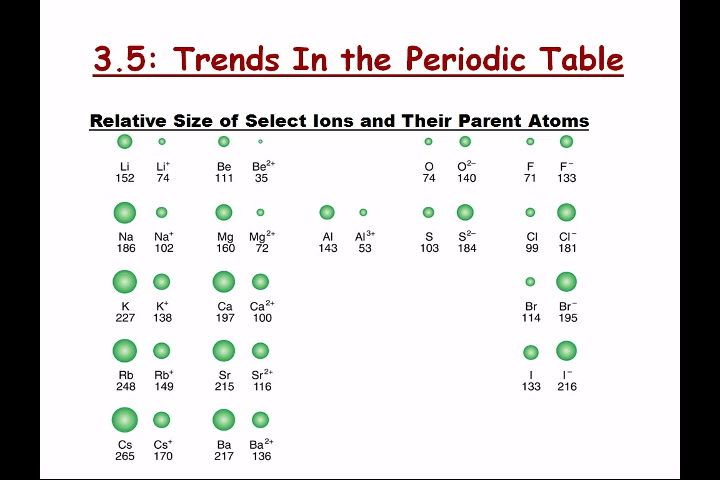 3.5: Trends In the Periodic Table
Relative Size of Select Ions and Their Parent Atoms
Li Li⁺ Be Be²⁺ O O²⁻ F F⁻
152 74 111 35 74 140 71 133
Na Na⁺ Mg Mg²⁺ Al Al³⁺ S S²⁻ Cl Cl⁻
186 102 160 72 143 53 103 184 99 181
K K⁺ Ca Ca²⁺ Br Br⁻
227 138 197 100 114 195
Rb Rb⁺ Sr Sr²⁺ I I⁻
248 149 215 116 133 216
Cs Cs⁺ Ba Ba²⁺
265 170 217 136